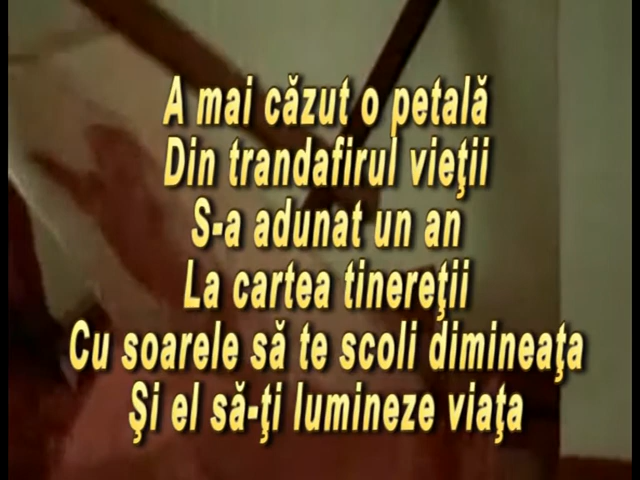 A mai căzut o petală
Din trandafirul vieţii
S-a adunat un an
La cartea tinereţii
Cu soarele să te scoli dimineaţa
Şi el să-ţi lumineze viaţa